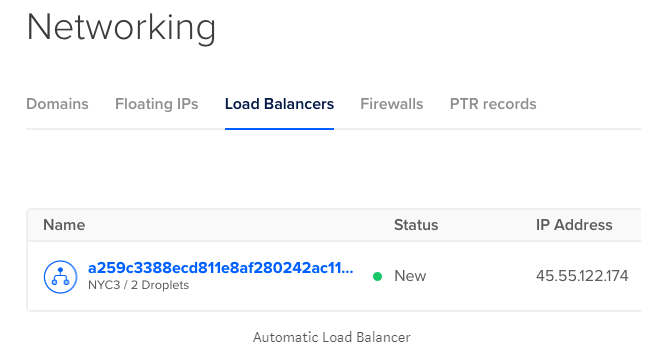 Networking
Domains Floating IPs Load Balancers Firewalls PTR records
Name Status IP Address
a259c3388ecd811e8af280242ac11... New 45.55.122.174
NYC3 / 2 Droplets
Automatic Load Balancer